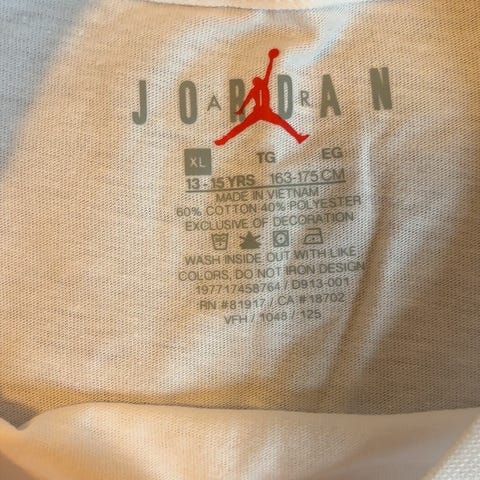 JORDAN
AIR
XL TG EG
13-15 YRS 163-175 CM
MADE IN VIETNAM
60% COTTON 40% POLYESTER
EXCLUSIVE OF DECORATION
WASH INSIDE OUT WITH LIKE
COLORS, DO NOT IRON DESIGN
197717458764 / D913-001
RN #81917 / CA #18702
VFH / 1048 / 125